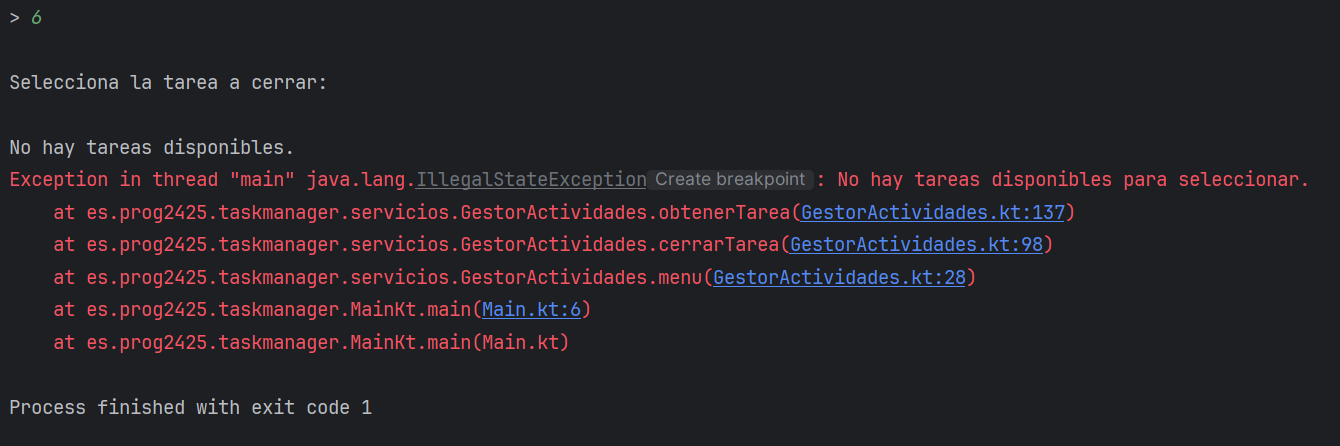 > 6
Selecciona la tarea a cerrar:
No hay tareas disponibles.
Exception in thread "main" java.lang.IllegalStateException Create breakpoint : No hay tareas disponibles para seleccionar.
at es.prog2425.taskmanager.servicios.GestorActividades.obtenerTarea(GestorActividades.kt:137)
at es.prog2425.taskmanager.servicios.GestorActividades.cerrarTarea(GestorActividades.kt:98)
at es.prog2425.taskmanager.servicios.GestorActividades.menu(GestorActividades.kt:28)
at es.prog2425.taskmanager.MainKt.main(Main.kt:6)
at es.prog2425.taskmanager.MainKt.main(Main.kt)
Process finished with exit code 1